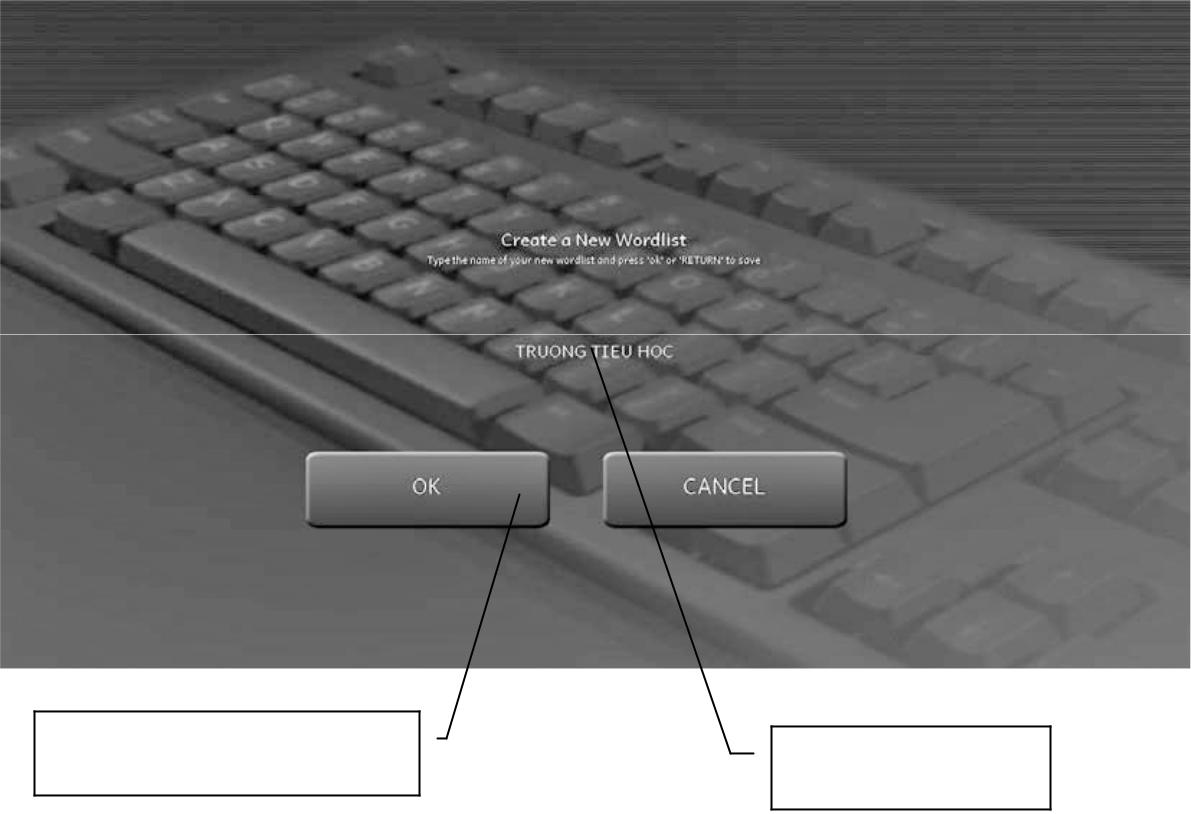 Create a New Wordlist
Type the name of your new wordlist and press 'ok' or 'RETURN' to save
TRUONG TIEU HOC
OK
CANCEL